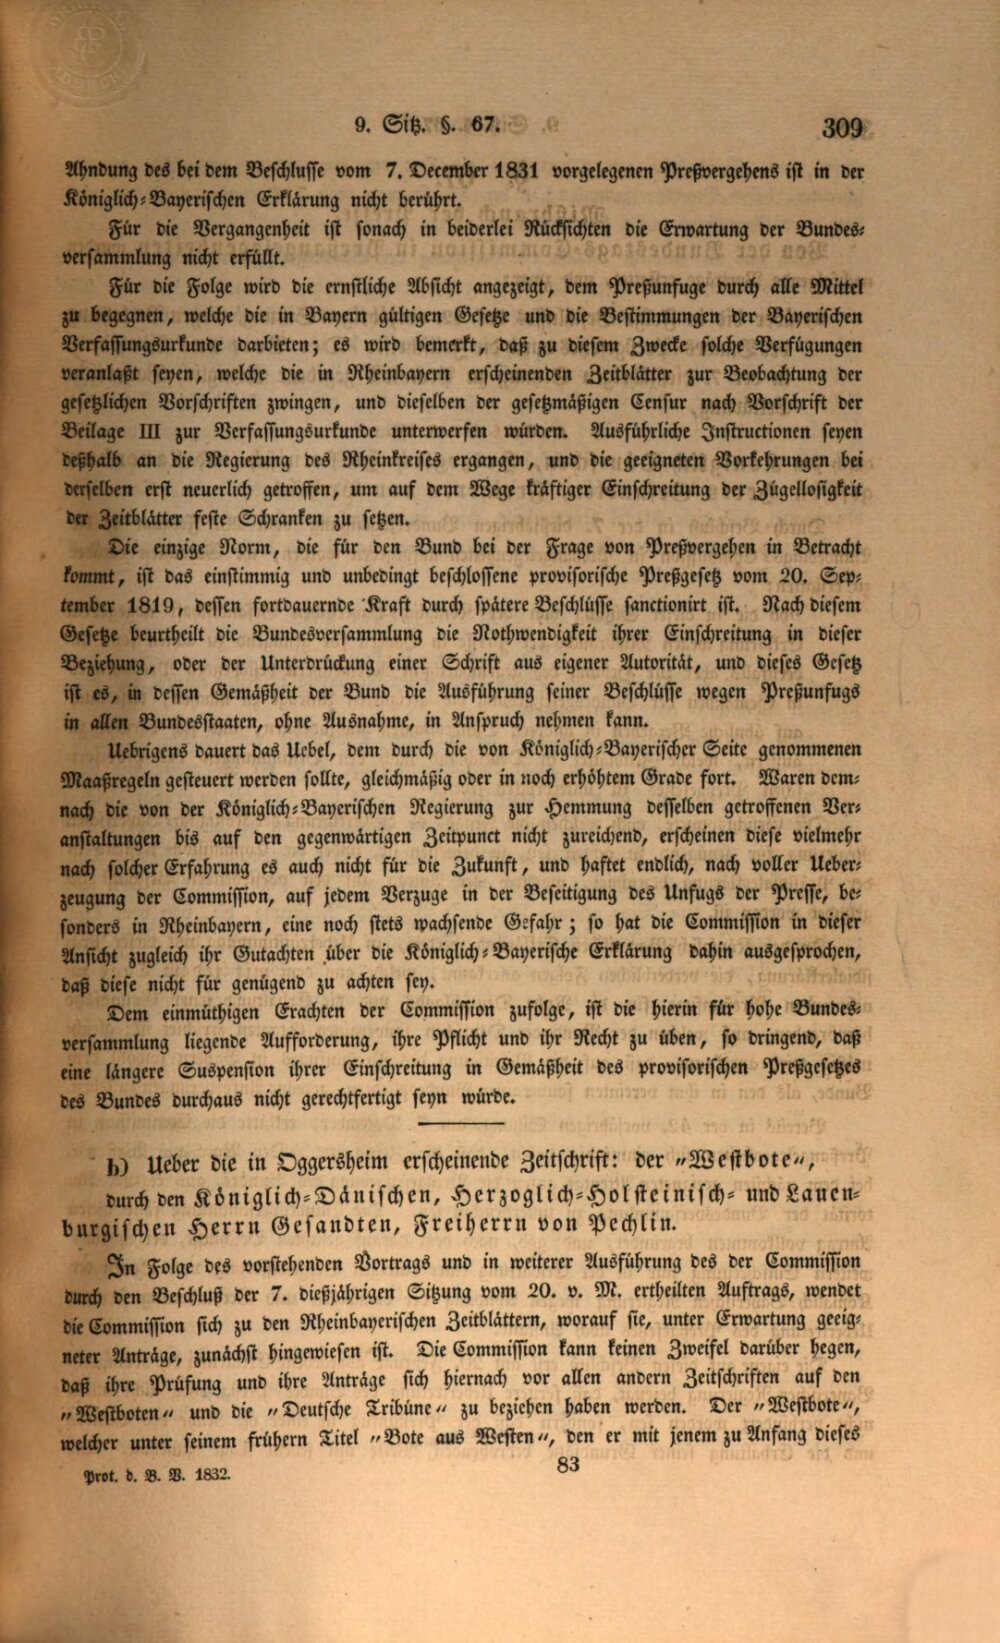 9. Sitz. §. 67.
309
Ahndung des bei dem Beschlusse vom 7. December 1831 vorgelegenen Preßvergehens ist in der
Königlich-Bayerischen Erklärung nicht berührt.
Für die Vergangenheit ist sonach in beiderlei Rücksichten die Erwartung der Bundes-
versammlung nicht erfüllt.
Für die Folge wird die ernstliche Absicht angezeigt, dem Preßunfuge durch alle Mittel
zu begegnen, welche die in Bayern gültigen Gesetze und die Bestimmungen der Bayerischen
Verfassungsurkunde darbieten; es wird bemerkt, daß zu diesem Zwecke solche Verfügungen
veranlaßt seyen, welche die in Rheinbayern erscheinenden Zeitblätter zur Beobachtung der
gesetzlichen Vorschriften zwingen, und dieselben der gesetzmäßigen Censur nach Vorschrift der
Beilage III zur Verfassungsurkunde unterwerfen würden. Ausführliche Instructionen seyen
deßhalb an die Regierung des Rheinkreises ergangen, und die geeigneten Vorkehrungen bei
derselben erst neuerlich getroffen, um auf dem Wege kräftiger Einschreitung der Zügellosigkeit
der Zeitblätter feste Schranken zu setzen.
Die einzige Norm, die für den Bund bei der Frage von Preßvergehen in Betracht
kommt, ist das einstimmig und unbedingt beschlossene provisorische Preßgesetz vom 20. Sep-
tember 1819, dessen fortdauernde Kraft durch spätere Beschlüsse sanctionirt ist. Nach diesem
Gesetze beurtheilt die Bundesversammlung die Nothwendigkeit ihrer Einschreitung in dieser
Beziehung, oder der Unterdrückung einer Schrift aus eigener Autorität, und dieses Gesetz
ist es, in dessen Gemäßheit der Bund die Ausführung seiner Beschlüsse wegen Preßunfugs
in allen Bundesstaaten, ohne Ausnahme, in Anspruch nehmen kann.
Uebrigens dauert das Uebel, dem durch die von Königlich-Bayerischer Seite genommenen
Maaßregeln gesteuert werden sollte, gleichmäßig oder in noch erhöhtem Grade fort. Waren dem-
nach die von der Königlich-Bayerischen Regierung zur Hemmung desselben getroffenen Ver-
anstaltungen bis auf den gegenwärtigen Zeitpunct nicht zureichend, erscheinen diese vielmehr
nach solcher Erfahrung es auch nicht für die Zukunft, und haftet endlich, nach voller Ueber-
zeugung der Commission, auf jedem Verzuge in der Beseitigung des Unfugs der Presse, be-
sonders in Rheinbayern, eine noch stets wachsende Gefahr; so hat die Commission in dieser
Ansicht zugleich ihr Gutachten über die Königlich-Bayerische Erklärung dahin ausgesprochen,
daß diese nicht für genügend zu achten sey.
Dem einmüthigen Erachten der Commission zufolge, ist die hierin für hohe Bundes-
versammlung liegende Aufforderung, ihre Pflicht und ihr Recht zu üben, so dringend, daß
eine längere Suspension ihrer Einschreitung in Gemäßheit des provisorischen Preßgesetzes
des Bundes durchaus nicht gerechtfertigt seyn würde.
b) Ueber die in Oggersheim erscheinende Zeitschrift: der „Westbote“,
durch den Königlich-Dänischen, Herzoglich-Holsteinisch- und Lauen-
burgischen Herrn Gesandten, Freiherrn von Pechlin.
In Folge des vorstehenden Vortrags und in weiterer Ausführung des der Commission
durch den Beschluß der 7. dießjährigen Sitzung vom 20. v. M. ertheilten Auftrags, wendet
die Commission sich zu den Rheinbayerischen Zeitblättern, worauf sie, unter Erwartung geeig-
neter Anträge, zunächst hingewiesen ist. Die Commission kann keinen Zweifel darüber hegen,
daß ihre Prüfung und ihre Anträge sich hiernach vor allen andern Zeitschriften auf den
„Westboten“ und die „Deutsche Tribüne“ zu beziehen haben werden. Der „Westbote“,
welcher unter seinem frühern Titel „Bote aus Westen“, den er mit jenem zu Anfang dieses
Prot. d. B. V. 1832.
83